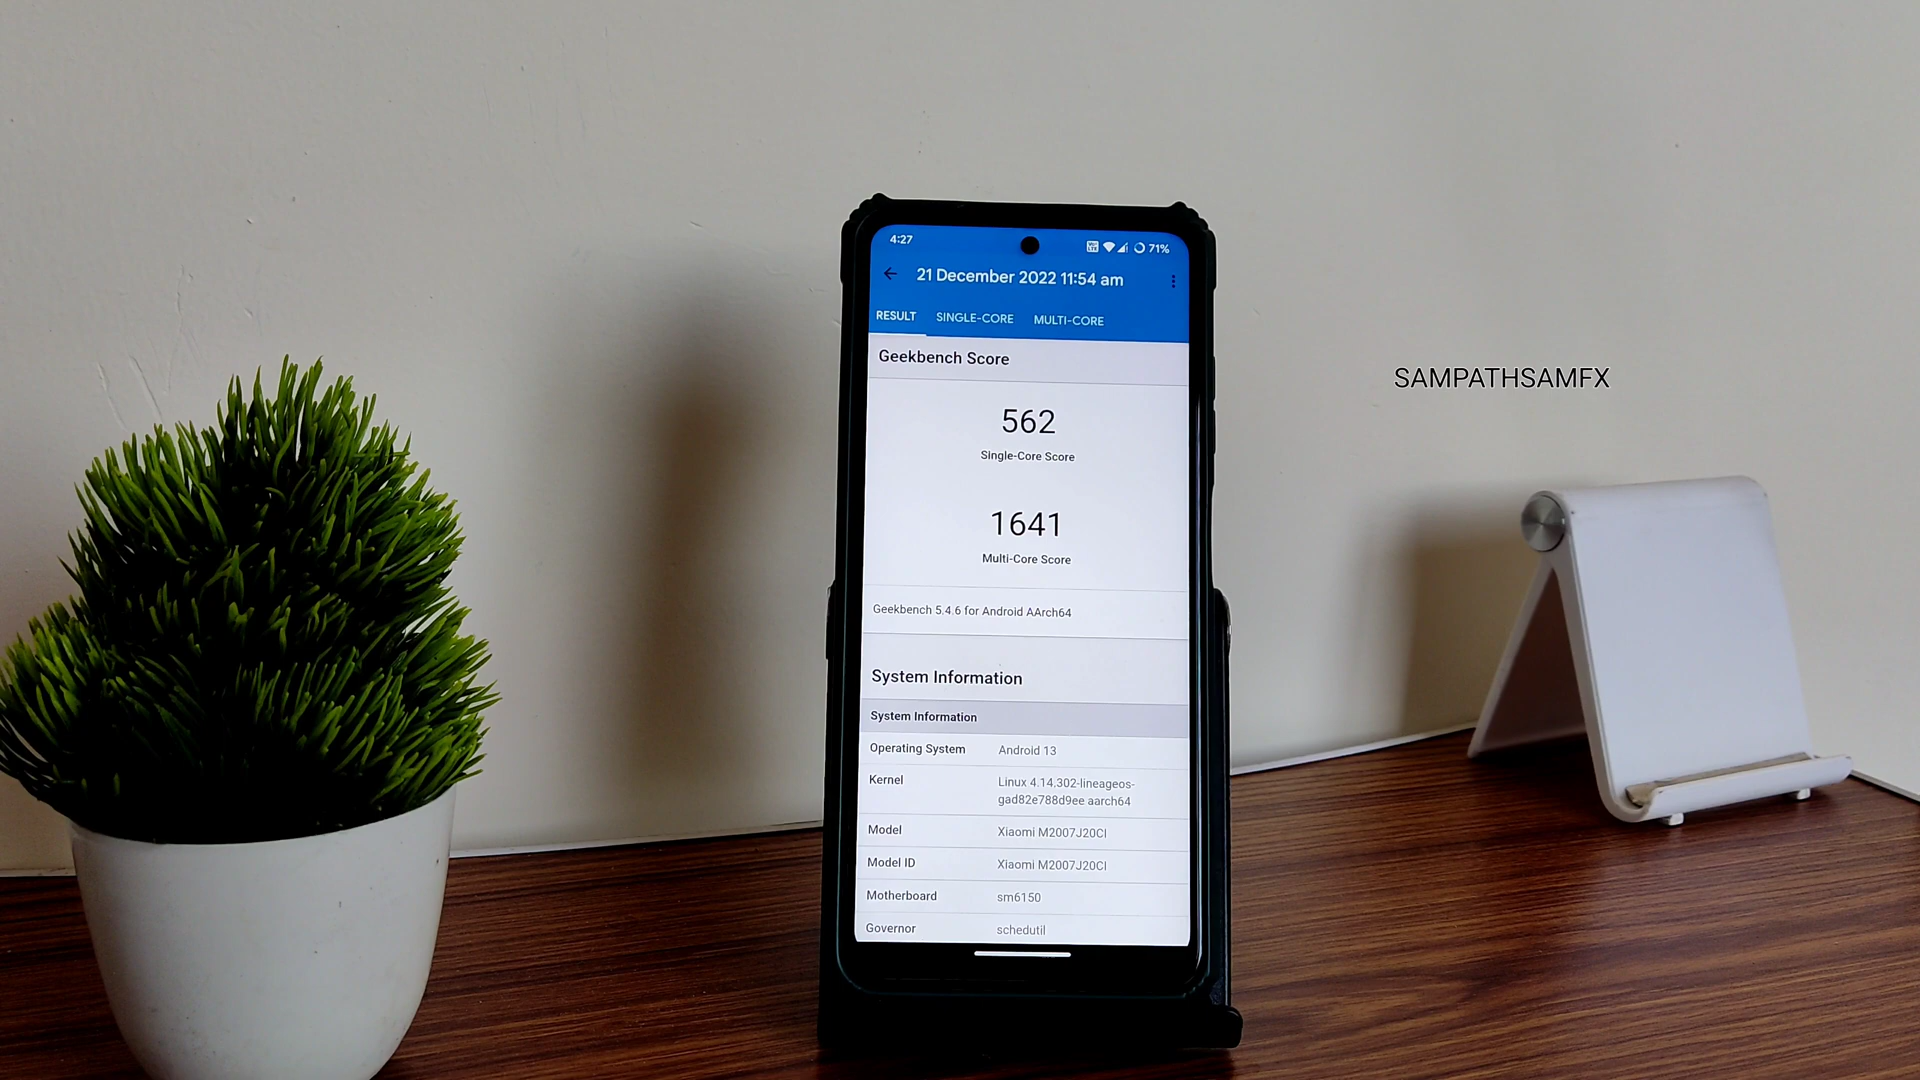 4:27
71%
21 December 2022 11:54 am
RESULT SINGLE-CORE MULTI-CORE
Geekbench Score
562
Single-Core Score
1641
Multi-Core Score
Geekbench 5.4.6 for Android AArch64
System Information
System Information
Operating System Android 13
Kernel Linux 4.14.302-lineageos-
gad82e788d9ee aarch64
Model Xiaomi M2007J20CI
Model ID Xiaomi M2007J20CI
Motherboard sm6150
Governor schedutil
SAMPATHSAMFX